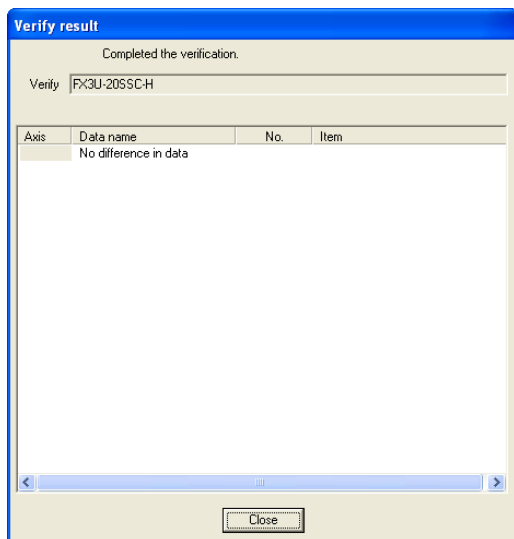 Verify result
Completed the verification.
Verify FX3U-20SSC-H
Axis Data name No. Item
No difference in data
Close